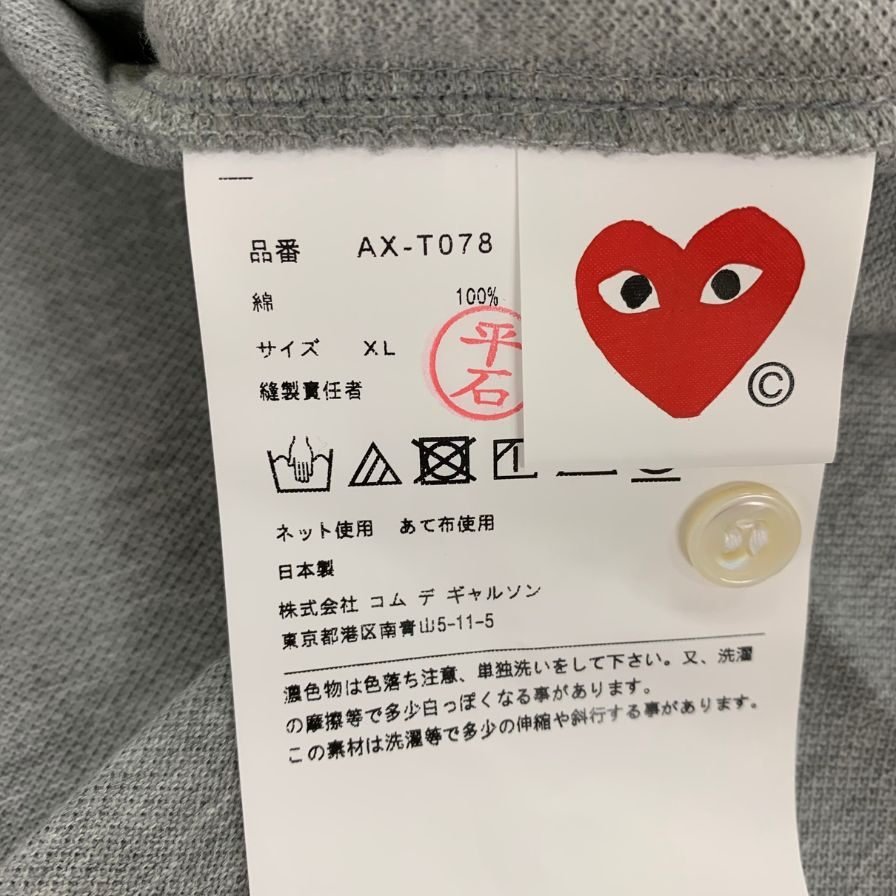 品番 AX-T078
綿 100%
サイズ XL
縫製責任者
平石
©
ネット使用 あて布使用
日本製
株式会社 コム デ ギャルソン
東京都港区南青山5-11-5
濃色物は色落ち注意、単独洗いをして下さい。又、洗濯
の摩擦等で多少白っぽくなる事があります。
この素材は洗濯等で多少の伸縮や斜行する事があります。